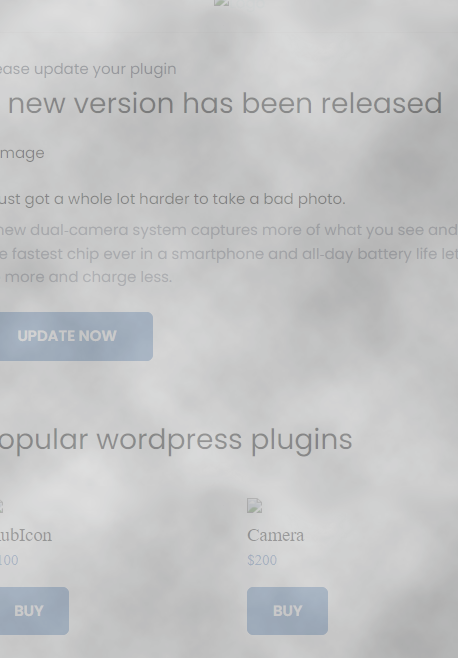 ease update your plugin
new version has been released
mage
ust got a whole lot harder to take a bad photo.
new dual-camera system captures more of what you see and
e fastest chip ever in a smartphone and all-day battery life let
more and charge less.
UPDATE NOW
opular wordpress plugins
ubIcon
Camera
100
$200
BUY
BUY